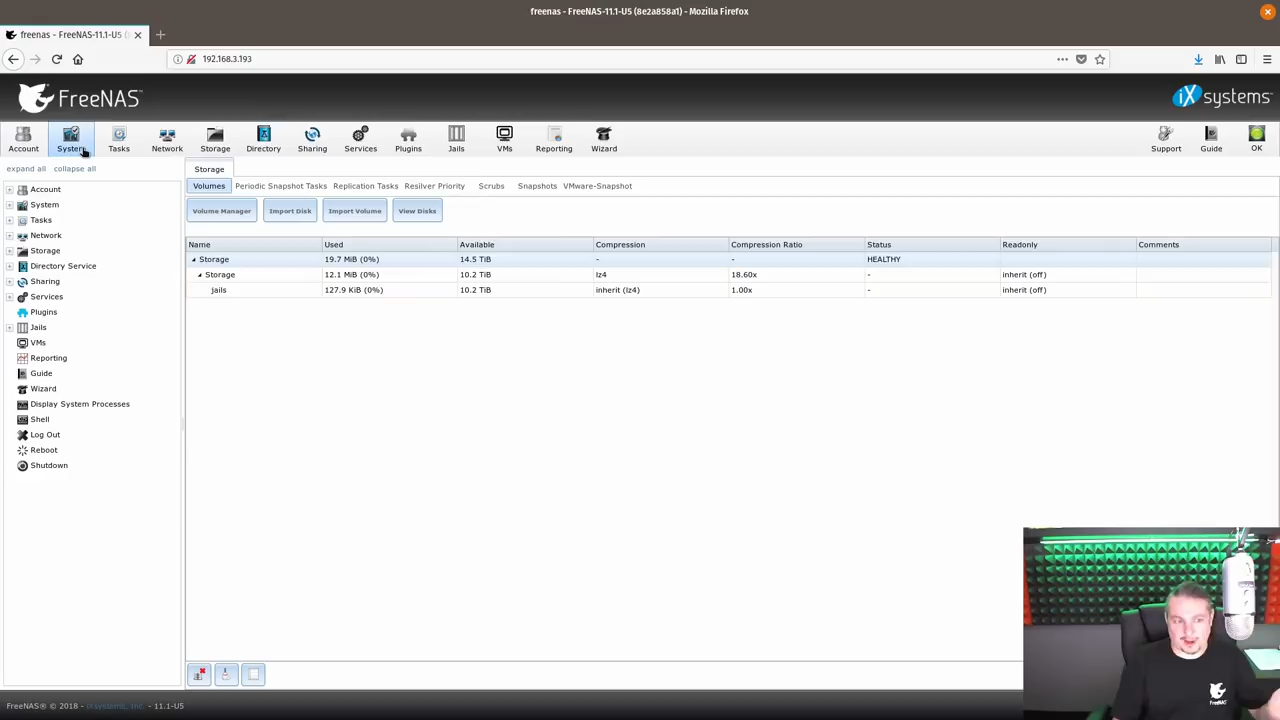 freenas - FreeNAS-11.1-U5 (8e2a858a1) - Mozilla Firefox
freenas - FreeNAS-11.1-U5 (
192.168.3.193
FreeNAS
iX systems
Account System Tasks Network Storage Directory Sharing Services Plugins Jails VMs Reporting Wizard Support Guide OK
expand all collapse all
Storage
Account
System
Tasks
Network
Storage
Directory Service
Sharing
Services
Plugins
Jails
VMs
Reporting
Guide
Wizard
Display System Processes
Shell
Log Out
Reboot
Shutdown
Volumes Periodic Snapshot Tasks Replication Tasks Resilver Priority Scrubs Snapshots VMware-Snapshot
Volume Manager Import Disk Import Volume View Disks
Name Used Available Compression Compression Ratio Status Readonly Comments
Storage 19.7 MiB (0%) 14.5 TiB - - HEALTHY
Storage 12.1 MiB (0%) 10.2 TiB lz4 18.60x - inherit (off)
jails 127.9 KiB (0%) 10.2 TiB inherit (lz4) 1.00x - inherit (off)
FreeNAS® © 2018 - iXsystems, Inc. - 11.1-U5
FreeNAS